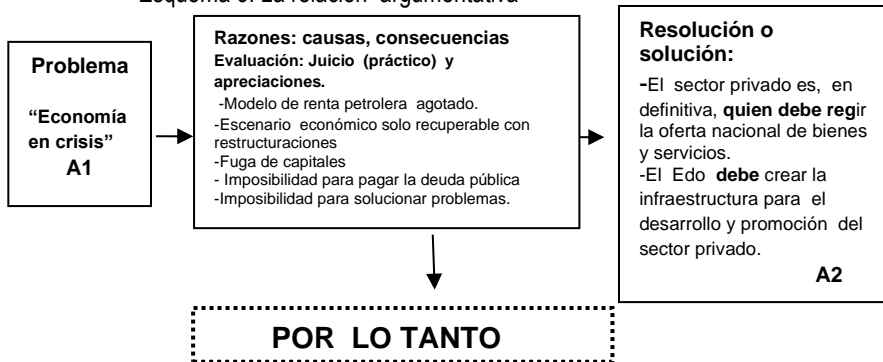 Esquema 3. La relación argumentativa
Problema
“Economía
en crisis”
A1
Razones: causas, consecuencias
Evaluación: Juicio (práctico) y
apreciaciones.
-Modelo de renta petrolera agotado.
-Escenario económico solo recuperable con
restructuraciones
-Fuga de capitales
- Imposibilidad para pagar la deuda pública
-Imposibilidad para solucionar problemas.
Resolución o
solución:
-El sector privado es, en
definitiva, quien debe regir
la oferta nacional de bienes
y servicios.
-El Edo debe crear la
infraestructura para el
desarrollo y promoción del
sector privado.
A2
POR LO TANTO